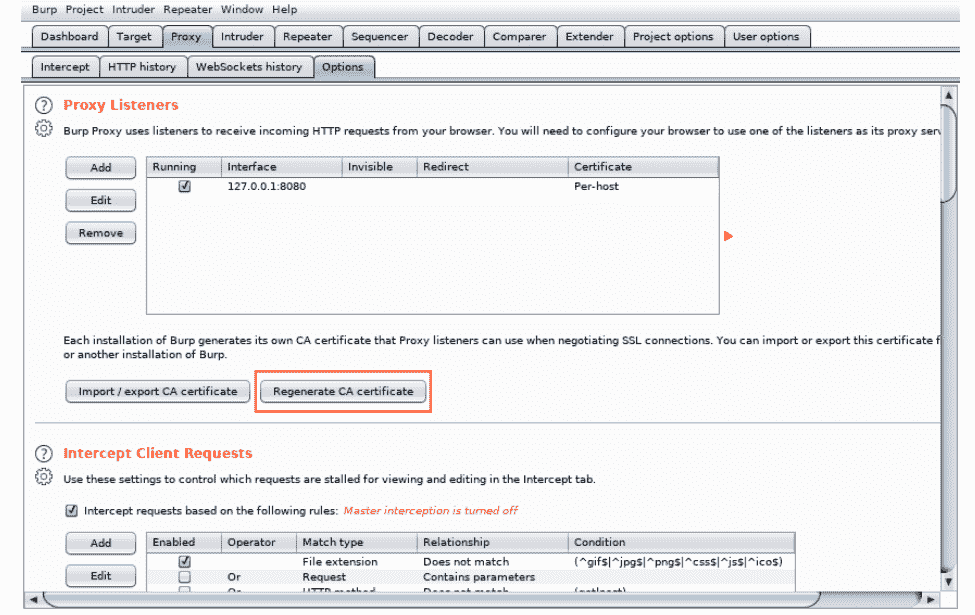 Burp Project Intruder Repeater Window Help
Dashboard Target Proxy Intruder Repeater Sequencer Decoder Comparer Extender Project options User options
Intercept HTTP history WebSockets history Options
? Proxy Listeners
Burp Proxy uses listeners to receive incoming HTTP requests from your browser. You will need to configure your browser to use one of the listeners as its proxy
Add Running Interface Invisible Redirect Certificate
127.0.0.1:8080 Per-host
Edit
Remove
Each installation of Burp generates its own CA certificate that Proxy listeners can use when negotiating SSL connections. You can import or export this certificate
or another installation of Burp.
Import / export CA certificate Regenerate CA certificate
? Intercept Client Requests
Use these settings to control which requests are stalled for viewing and editing in the Intercept tab.
Intercept requests based on the following rules: Master interception is turned off
Add Enabled Operator Match type Relationship Condition
File extension Does not match (^gif$|^jpg$|^png$|^css$|^js$|^ico$)
Edit Or Request Contains parameters
Or HTTP method Does not match (get|post)